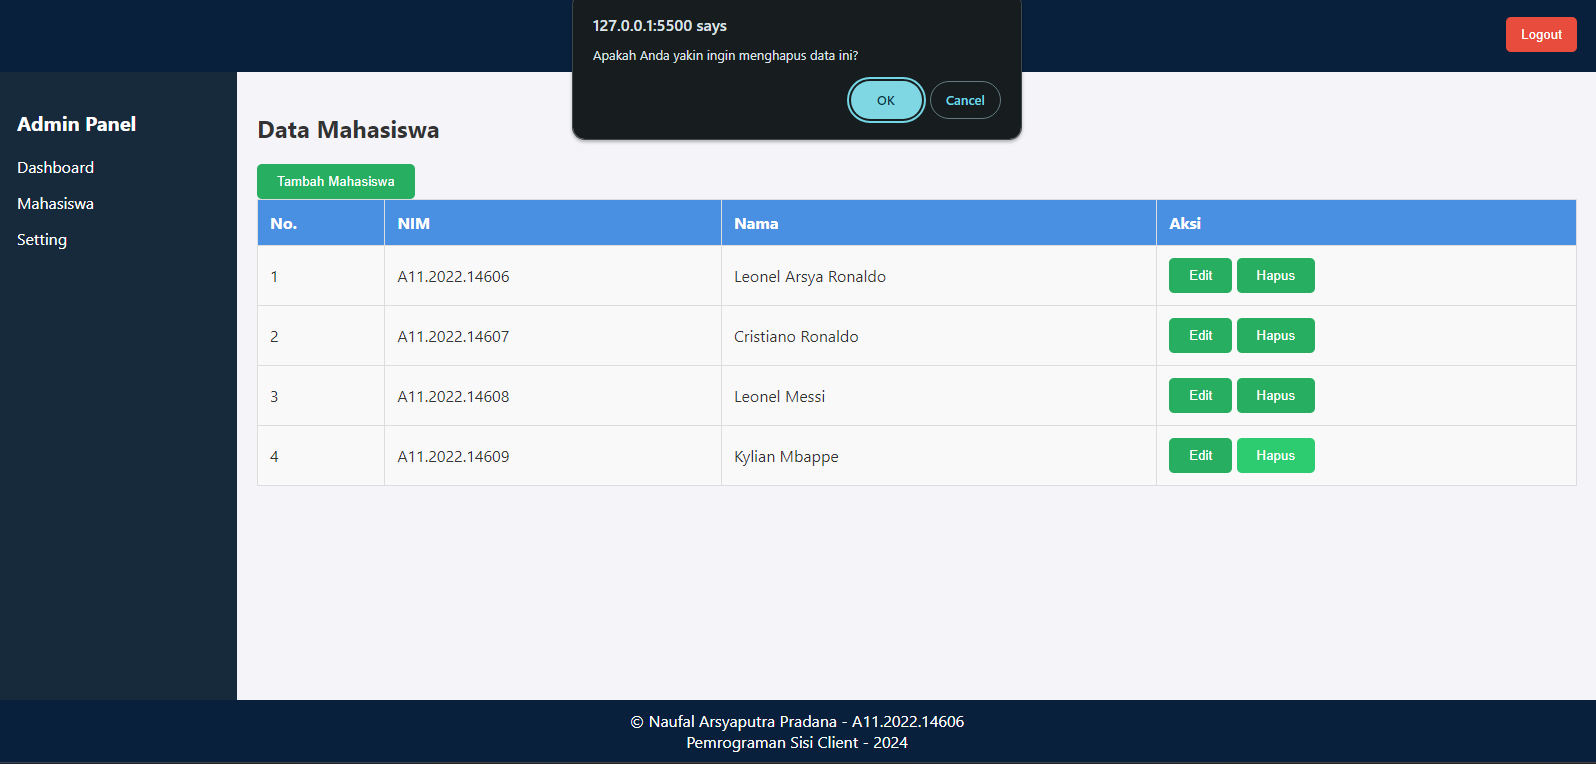 127.0.0.1:5500 says
Apakah Anda yakin ingin menghapus data ini?
OK Cancel
Logout
Admin Panel
Dashboard
Mahasiswa
Setting
Data Mahasiswa
Tambah Mahasiswa
No. NIM Nama Aksi
1 A11.2022.14606 Leonel Arsya Ronaldo Edit Hapus
2 A11.2022.14607 Cristiano Ronaldo Edit Hapus
3 A11.2022.14608 Leonel Messi Edit Hapus
4 A11.2022.14609 Kylian Mbappe Edit Hapus
© Naufal Arsyaputra Pradana - A11.2022.14606
Pemrograman Sisi Client - 2024